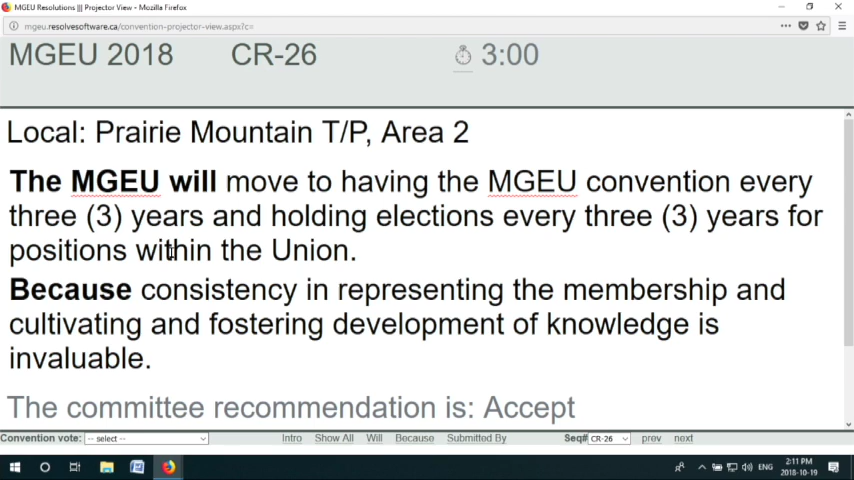 MGEU Resolutions ||| Projector View - Mozilla Firefox
mgeu.resolvesoftware.ca/convention-projector-view.aspx?c=
MGEU 2018 CR-26 3:00
Local: Prairie Mountain T/P, Area 2
The MGEU will move to having the MGEU convention every
three (3) years and holding elections every three (3) years for
positions within the Union.
Because consistency in representing the membership and
cultivating and fostering development of knowledge is
invaluable.
The committee recommendation is: Accept
Convention vote: -- select -- Intro Show All Will Because Submitted By Seq# CR-26 prev next
ENG 2:11 PM
2018-10-19